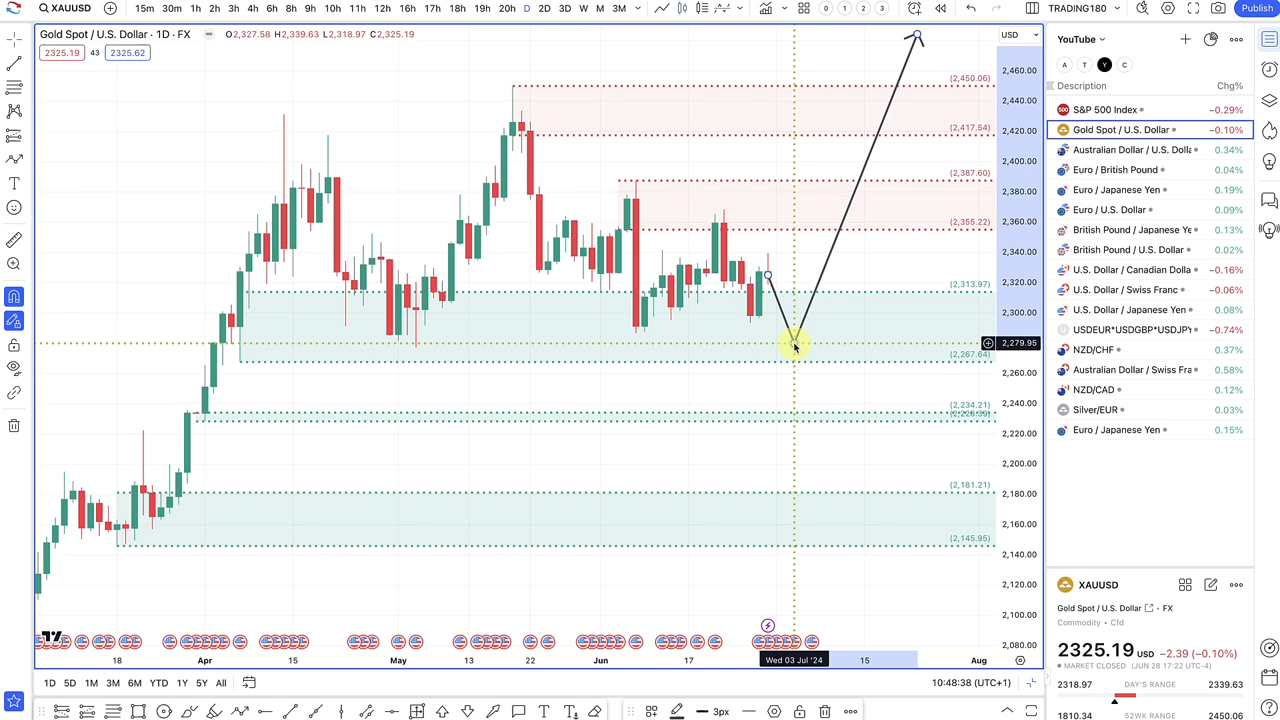 XAUUSD 15m 30m 1h 2h 3h 4h 5h 6h 7h 8h 9h 10h 11h 12h 16h 17h 18h 19h 20h D 2D 3D W M 3M 0 1 2 3 TRADING180 Publish
Gold Spot / U.S. Dollar · 1D · FX O2,327.58 H2,339.63 L2,318.97 C2,325.19
2325.19 43 2325.62
USD
2,460.00
2,440.00
2,420.00
2,400.00
2,380.00
2,360.00
2,340.00
2,320.00
2,300.00
2,279.95
2,260.00
2,240.00
2,220.00
2,200.00
2,180.00
2,160.00
2,140.00
2,120.00
2,100.00
2,080.00
(2,450.06)
(2,417.54)
(2,387.60)
(2,355.22)
(2,313.97)
(2,267.64)
(2,234.21)
(2,181.21)
(2,145.95)
18 Apr 15 May 13 22 Jun 17 Wed 03 Jul '24 15 Aug
1D 5D 1M 3M 6M YTD 1Y 5Y All
10:48:38 (UTC+1)
3px
YouTube
A T Y C
Description Chg%
S&P 500 Index −0.29%
Gold Spot / U.S. Dollar −0.10%
Australian Dollar / U.S. Dolla 0.34%
Euro / British Pound 0.04%
Euro / Japanese Yen 0.19%
Euro / U.S. Dollar 0.09%
British Pound / Japanese Ye 0.13%
British Pound / U.S. Dollar 0.02%
U.S. Dollar / Canadian Dolla −0.16%
U.S. Dollar / Swiss Franc −0.06%
U.S. Dollar / Japanese Yen 0.08%
USDEUR*USDGBP*USDJPY −0.74%
NZD/CHF 0.37%
Australian Dollar / Swiss Fra 0.58%
NZD/CAD 0.12%
Silver/EUR 0.03%
Euro / Japanese Yen 0.15%
XAUUSD
Gold Spot / U.S. Dollar · FX
Commodity • Cfd
2325.19 USD −2.39 (−0.10%)
MARKET CLOSED (JUN 28 17:22 UTC-4)
2318.97 DAY'S RANGE 2339.63
1810.34 52WK RANGE 2450.06